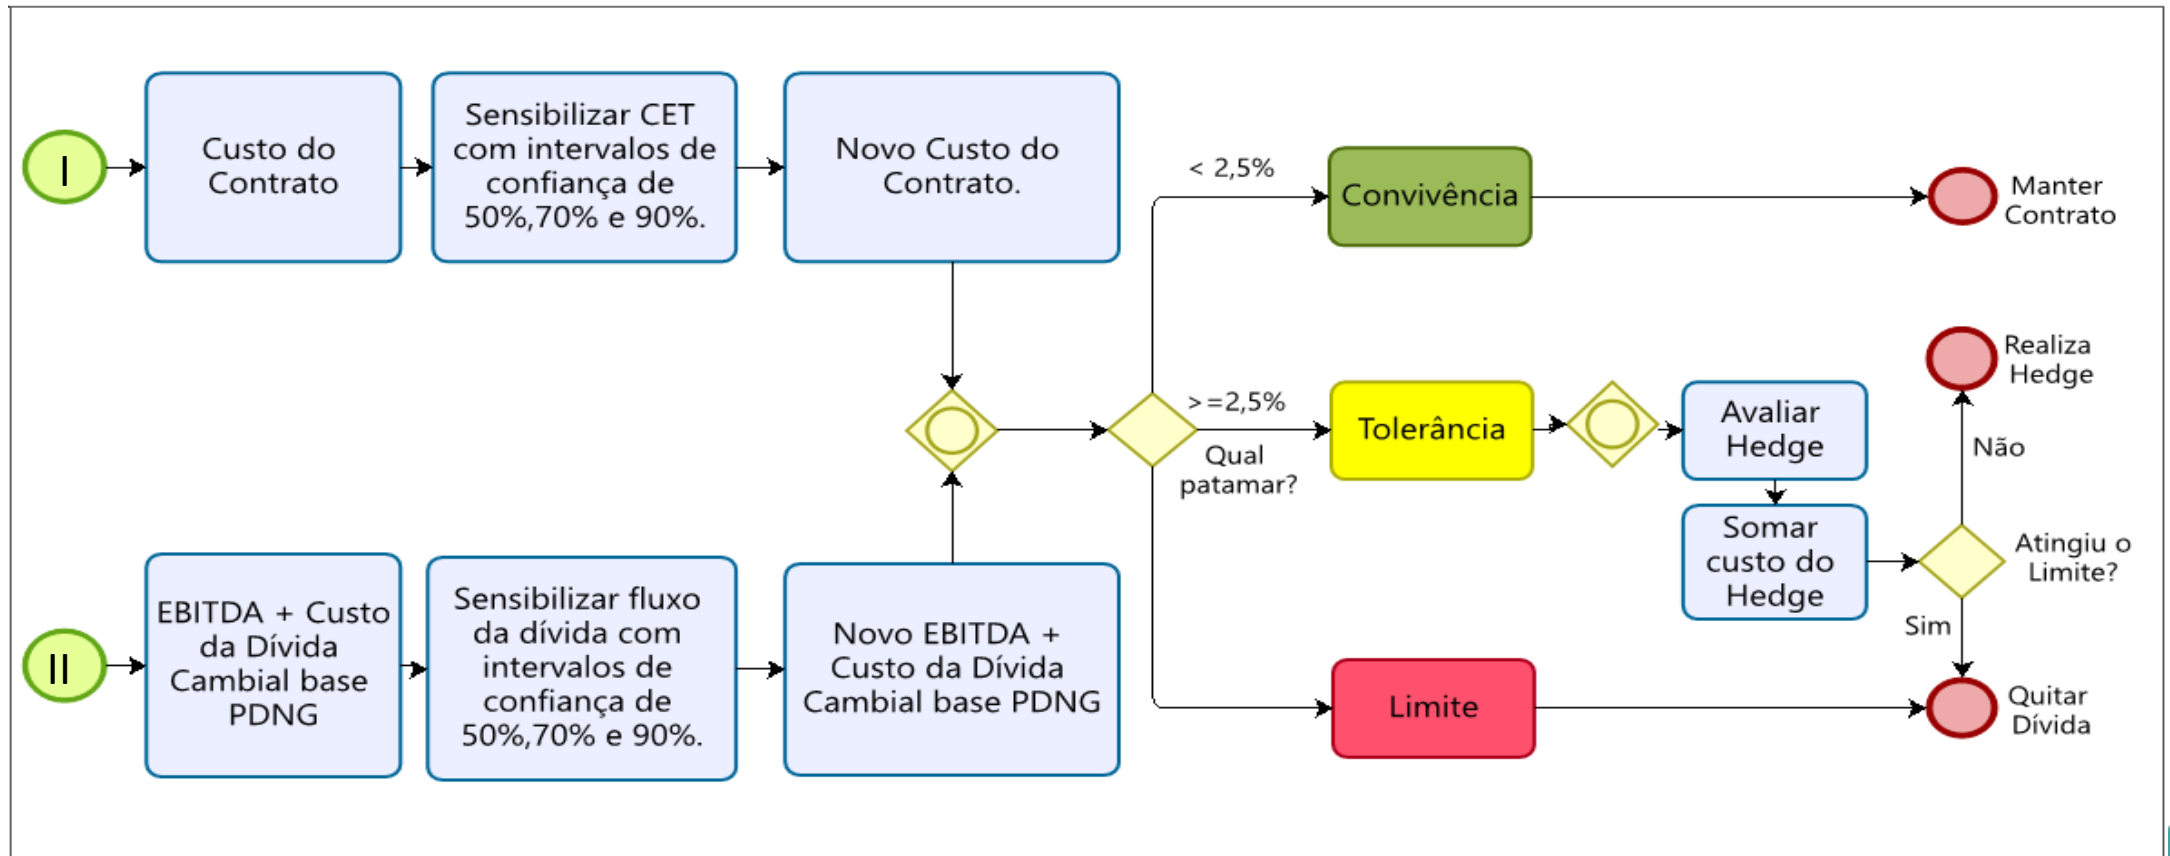 I
Custo do
Contrato
Sensibilizar CET
com intervalos de
confiança de
50%,70% e 90%.
Novo Custo do
Contrato.
< 2,5%
Convivência
Manter
Contrato
>=2,5%
Qual
patamar?
Tolerância
Avaliar
Hedge
Somar
custo do
Hedge
Realiza
Hedge
Não
Atingiu o
Limite?
Sim
Limite
Quitar
Dívida
II
EBITDA + Custo
da Dívida
Cambial base
PDNG
Sensibilizar fluxo
da dívida com
intervalos de
confiança de
50%,70% e 90%.
Novo EBITDA +
Custo da Dívida
Cambial base PDNG